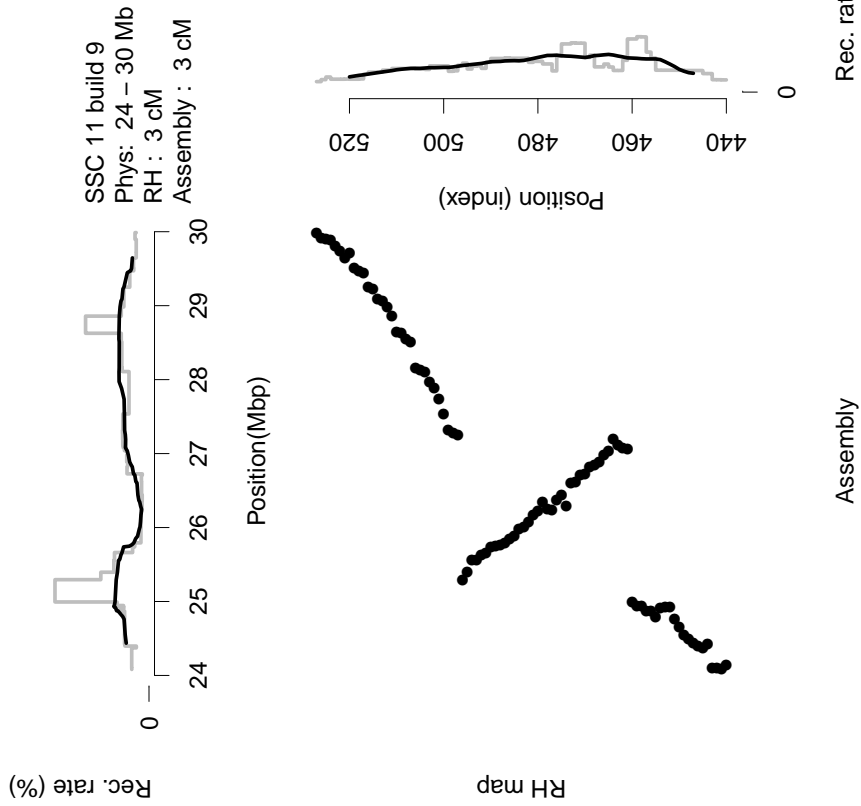 SSC 11 build 9
Phys: 24 – 30 Mb
RH : 3 cM
Assembly : 3 cM
Rec. rate (%)
0
24
25
26
27
28
29
30
Position(Mbp)
RH map
Assembly
Position (index)
520
500
480
460
440
0
Rec. rat